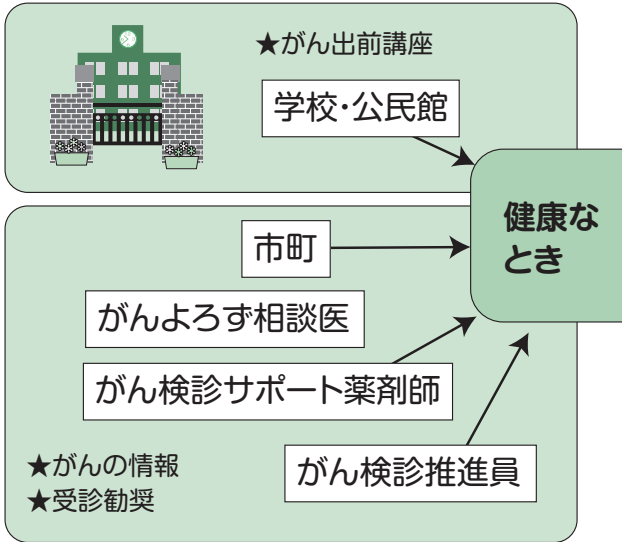 ★がん出前講座
学校・公民館
健康な
とき
市町
がんよろず相談医
がん検診サポート薬剤師
がん検診推進員
★がんの情報
★受診勧奨